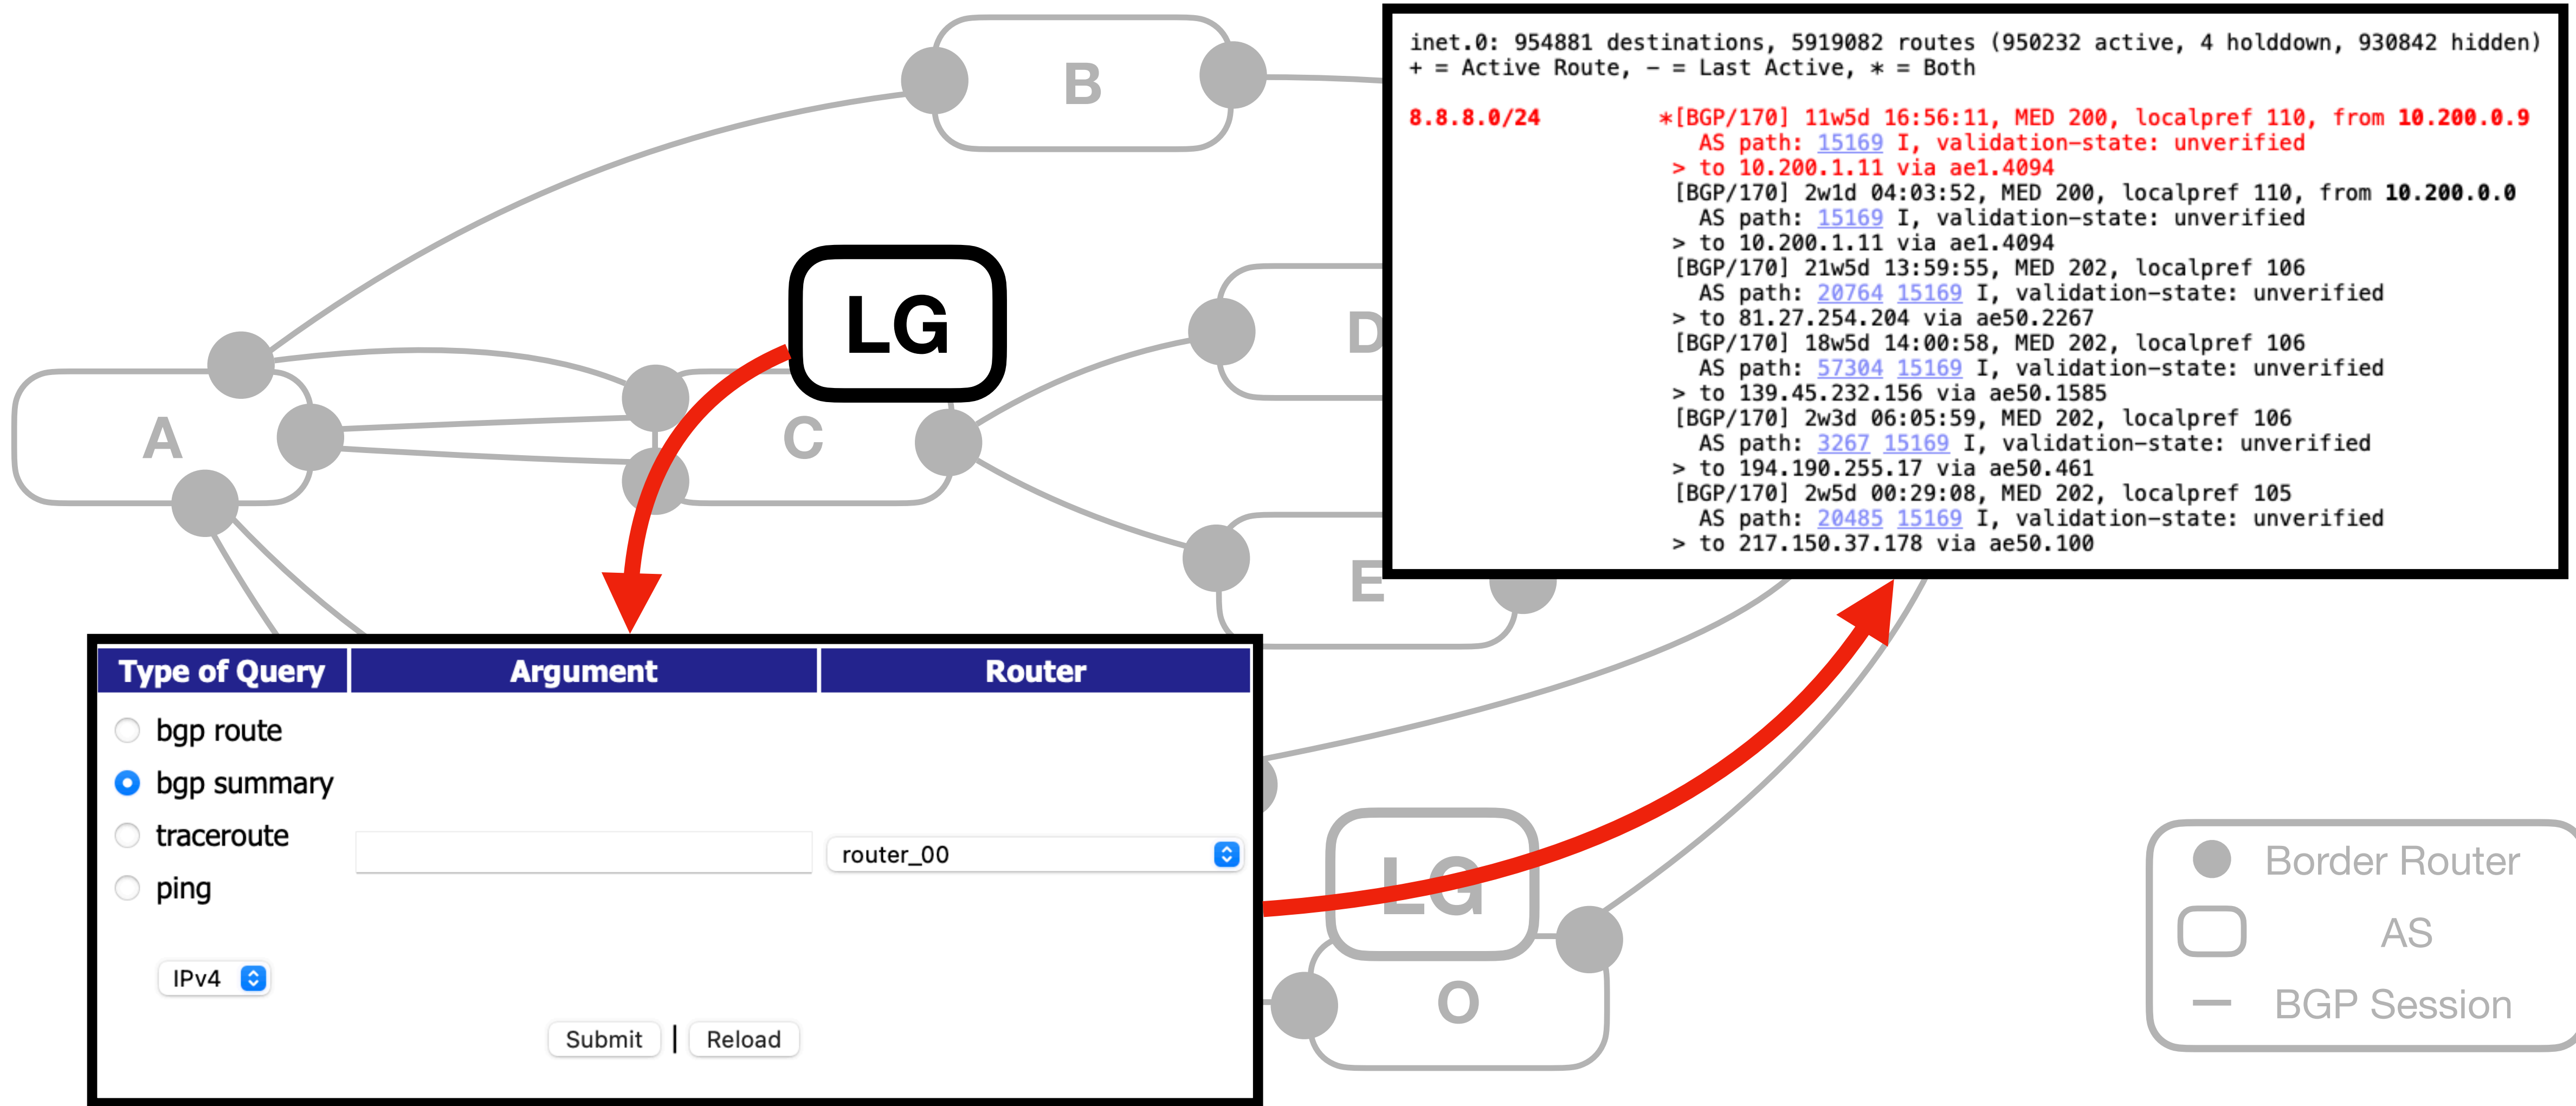 B
inet.0: 954881 destinations, 5919082 routes (950232 active, 4 holddown, 930842 hidden)
+ = Active Route, - = Last Active, * = Both
8.8.8.0/24 *[BGP/170] 11w5d 16:56:11, MED 200, localpref 110, from 10.200.0.9
AS path: 15169 I, validation-state: unverified
> to 10.200.1.11 via ae1.4094
[BGP/170] 2w1d 04:03:52, MED 200, localpref 110, from 10.200.0.0
AS path: 15169 I, validation-state: unverified
> to 10.200.1.11 via ae1.4094
[BGP/170] 21w5d 13:59:55, MED 202, localpref 106
AS path: 20764 15169 I, validation-state: unverified
> to 81.27.254.204 via ae50.2267
[BGP/170] 18w5d 14:00:58, MED 202, localpref 106
AS path: 57304 15169 I, validation-state: unverified
> to 139.45.232.156 via ae50.1585
[BGP/170] 2w3d 06:05:59, MED 202, localpref 106
AS path: 3267 15169 I, validation-state: unverified
> to 194.190.255.17 via ae50.461
[BGP/170] 2w5d 00:29:08, MED 202, localpref 105
AS path: 20485 15169 I, validation-state: unverified
> to 217.150.37.178 via ae50.100
LG
D
A
C
E
Type of Query Argument Router
bgp route
bgp summary
traceroute
router_00
ping
IPv4
Submit | Reload
LG
O
Border Router
AS
BGP Session